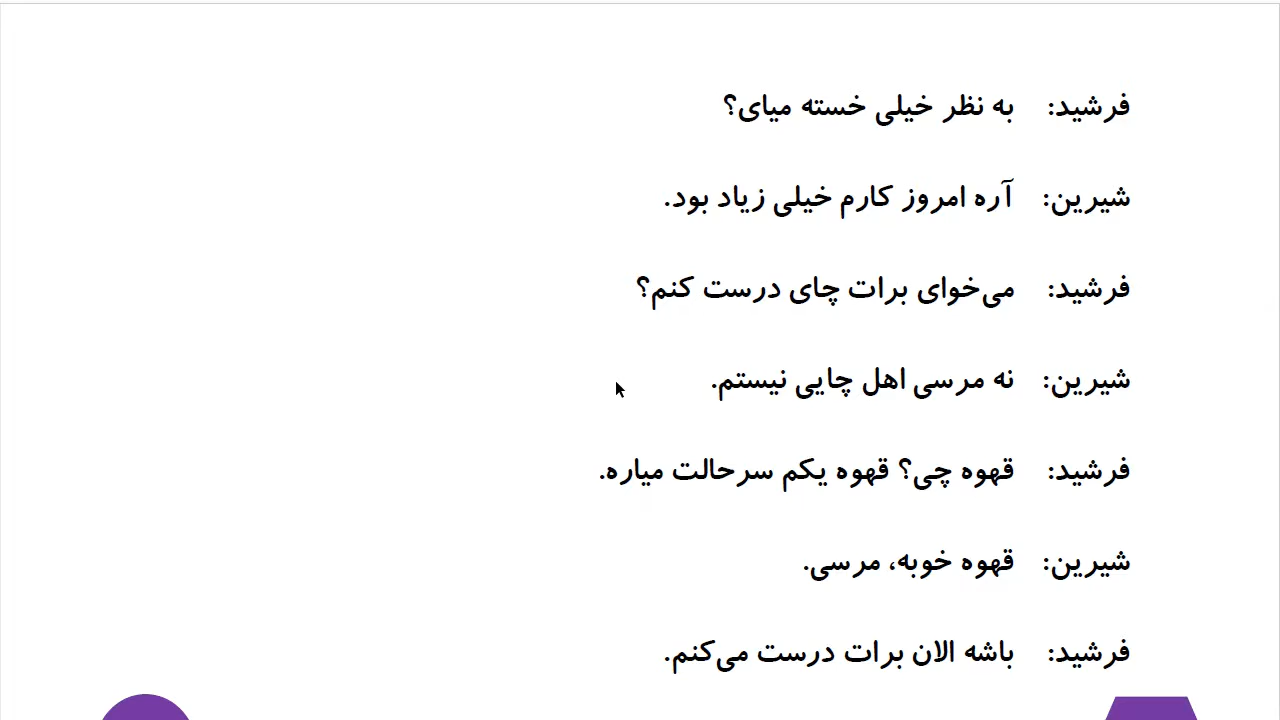 فرشید: به نظر خیلی خسته میای؟
شیرین: آره امروز کارم خیلی زیاد بود.
فرشید: می‌خوای برات چای درست کنم؟
شیرین: نه مرسی اهل چایی نیستم.
فرشید: قهوه چی؟ قهوه یکم سرحالت میاره.
شیرین: قهوه خوبه، مرسی.
فرشید: باشه الان برات درست می‌کنم.